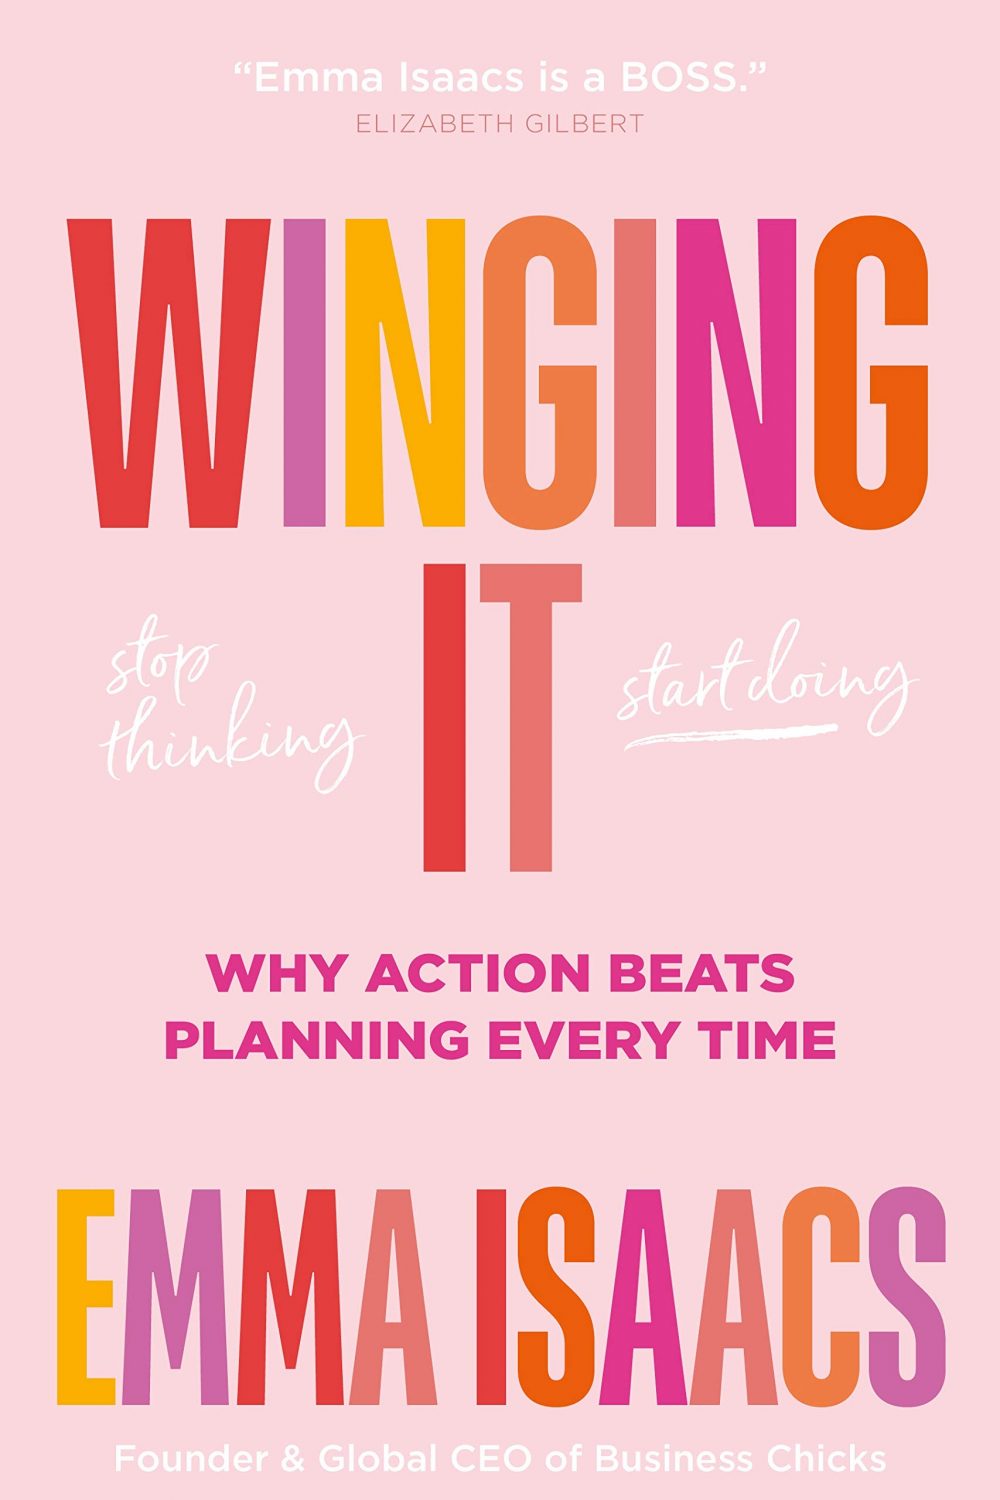 “Emma Isaacs is a BOSS.”
ELIZABETH GILBERT
WINGING
IT
stop
thinking
start doing
WHY ACTION BEATS
PLANNING EVERY TIME
EMMA ISAACS
Founder & Global CEO of Business Chicks